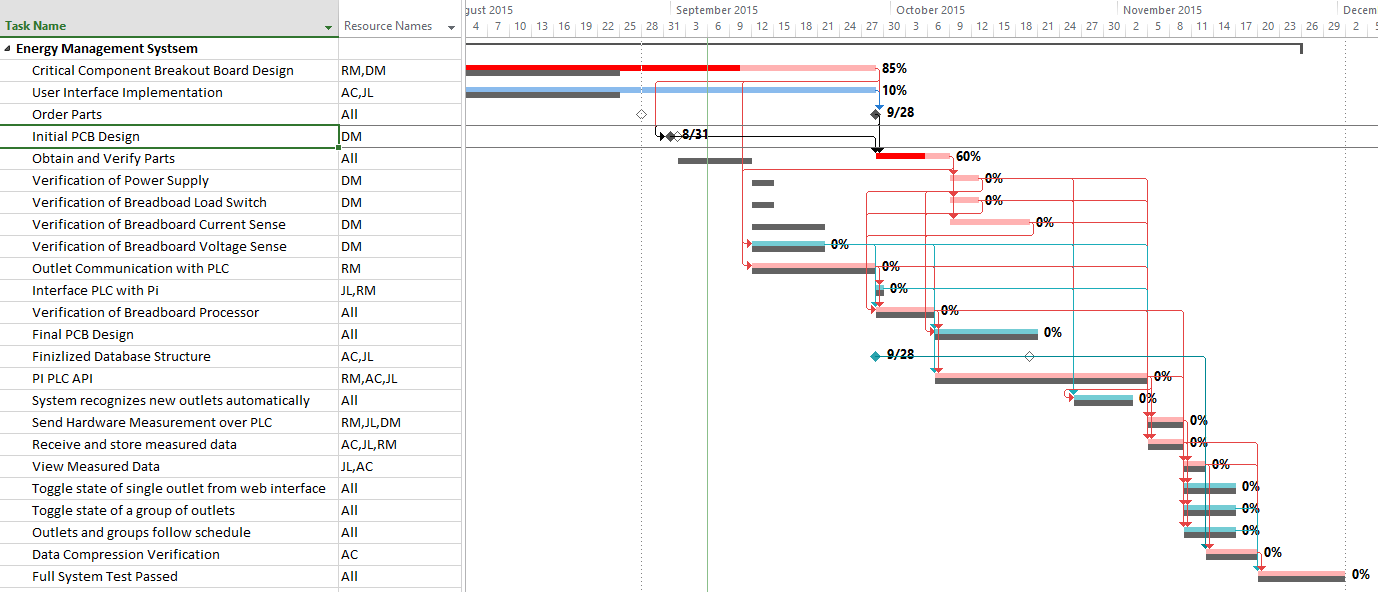 gust 2015 September 2015 October 2015 November 2015 Decem
Task Name Resource Names 4 7 10 13 16 19 22 25 28 31 3 6 9 12 15 18 21 24 27 30 3 6 9 12 15 18 21 24 27 30 2 5 8 11 14 17 20 23 26 29 2 5
Energy Management Systsem
Critical Component Breakout Board Design RM,DM 85%
User Interface Implementation AC,JL 10%
Order Parts All 9/28
Initial PCB Design DM 8/31
Obtain and Verify Parts All 60%
Verification of Power Supply DM 0%
Verification of Breadboad Load Switch DM 0%
Verification of Breadboard Current Sense DM 0%
Verification of Breadboard Voltage Sense DM 0%
Outlet Communication with PLC RM 0%
Interface PLC with Pi JL,RM 0%
Verification of Breadboard Processor All 0%
Final PCB Design All 0%
Finizlized Database Structure AC,JL 9/28
PI PLC API RM,AC,JL 0%
System recognizes new outlets automatically All 0%
Send Hardware Measurement over PLC RM,JL,DM 0%
Receive and store measured data AC,JL,RM 0%
View Measured Data JL,AC 0%
Toggle state of single outlet from web interface All 0%
Toggle state of a group of outlets All 0%
Outlets and groups follow schedule All 0%
Data Compression Verification AC 0%
Full System Test Passed All 0%